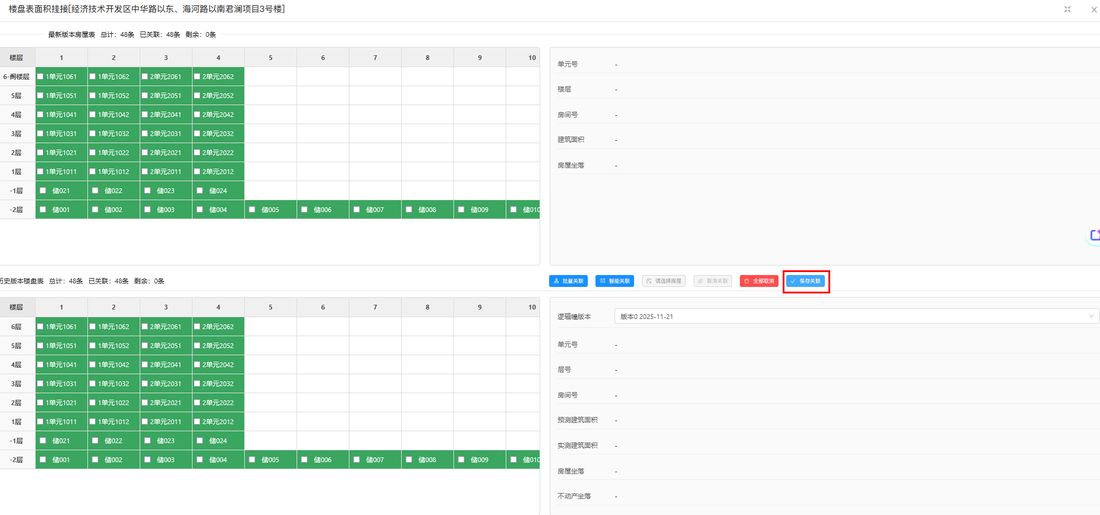 楼盘表面积挂接[经济技术开发区中华路以东、海河路以南君澜项目3号楼]
最新版本房屋表 总计：48条 已关联：48条 剩余：0条
楼层 1 2 3 4 5 6 7 8 9 10
6-阁楼层 1单元1061 1单元1062 2单元2061 2单元2062
5层 1单元1051 1单元1052 2单元2051 2单元2052
4层 1单元1041 1单元1042 2单元2041 2单元2042
3层 1单元1031 1单元1032 2单元2031 2单元2032
2层 1单元1021 1单元1022 2单元2021 2单元2022
1层 1单元1011 1单元1012 2单元2011 2单元2012
-1层 储021 储022 储023 储024
-2层 储001 储002 储003 储004 储005 储006 储007 储008 储009 储010
单元号 -
楼层 -
房间号 -
建筑面积 -
房屋坐落 -
历史版本楼盘表 总计：48条 已关联：48条 剩余：0条
批量关联 智能关联 请选择房屋 取消关联 全部取消 保存关联
楼层 1 2 3 4 5 6 7 8 9 10
6层 1单元1061 1单元1062 2单元2061 2单元2062
5层 1单元1051 1单元1052 2单元2051 2单元2052
4层 1单元1041 1单元1042 2单元2041 2单元2042
3层 1单元1031 1单元1032 2单元2031 2单元2032
2层 1单元1021 1单元1022 2单元2021 2单元2022
1层 1单元1011 1单元1012 2单元2011 2单元2012
-1层 储021 储022 储023 储024
-2层 储001 储002 储003 储004 储005 储006 储007 储008 储009 储010
逻辑幢版本 版本0 2025-11-21
单元号 -
层号 -
房间号 -
预测建筑面积 -
实测建筑面积 -
房屋坐落 -
不动产坐落 -